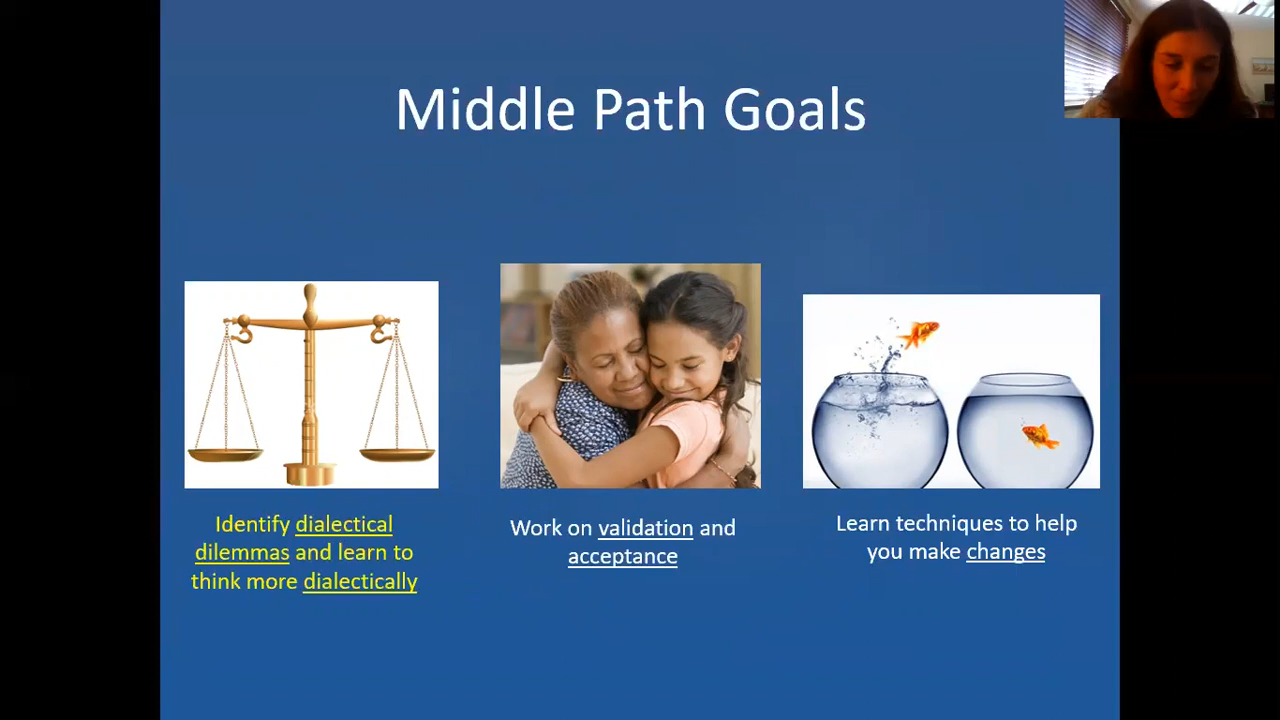 Middle Path Goals
Identify dialectical
dilemmas and learn to
think more dialectically
Work on validation and
acceptance
Learn techniques to help
you make changes